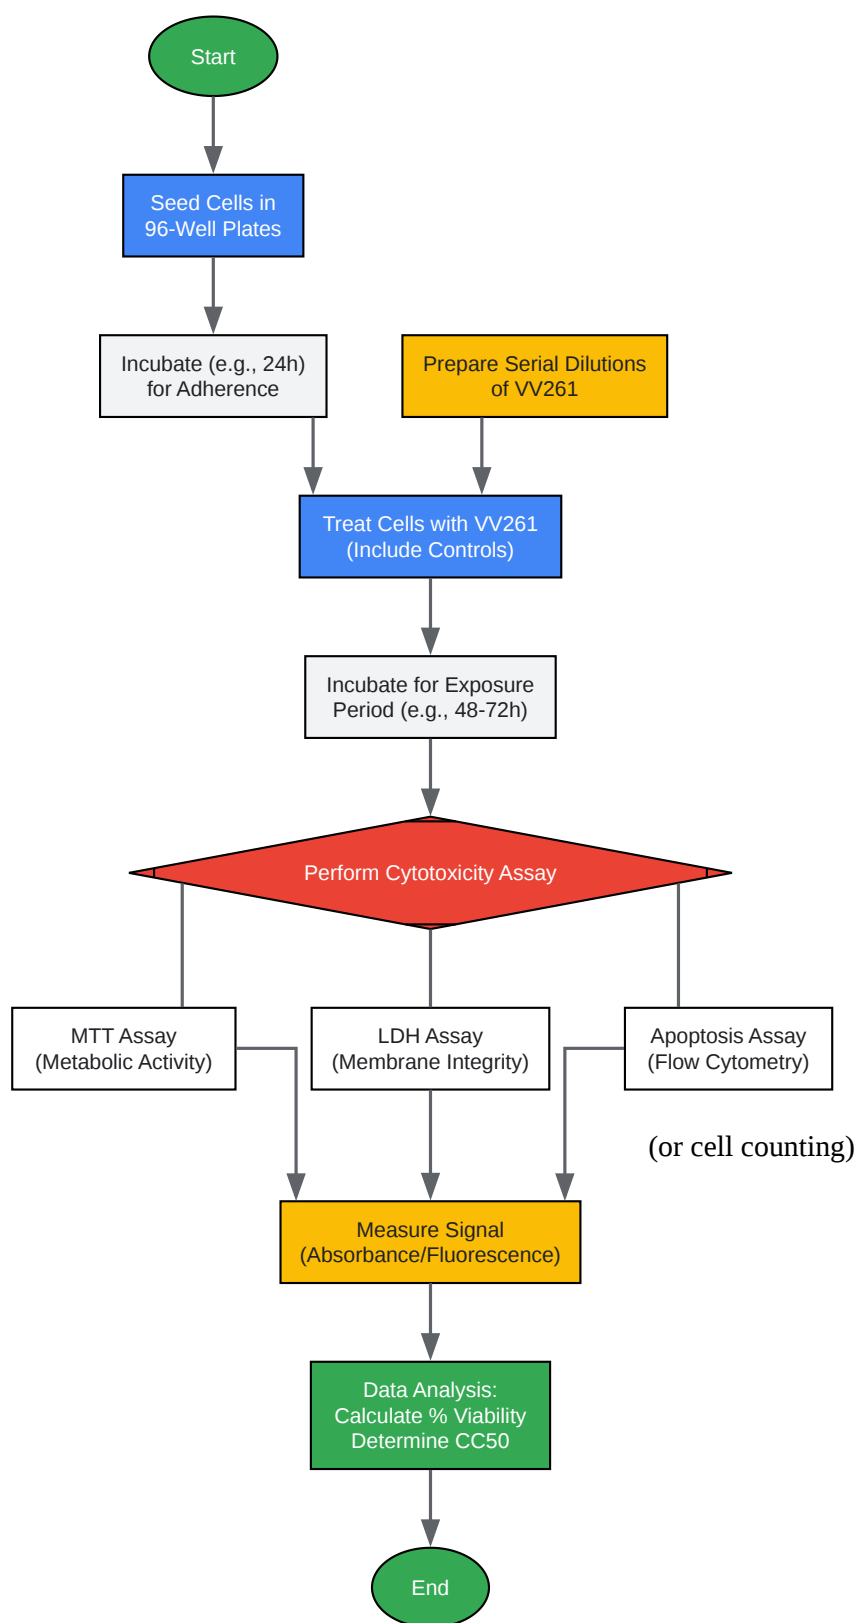 Start
Seed Cells in
96-Well Plates
Incubate (e.g., 24h)
for Adherence
Prepare Serial Dilutions
of VV261
Treat Cells with VV261
(Include Controls)
Incubate for Exposure
Period (e.g., 48-72h)
Perform Cytotoxicity Assay
MTT Assay
(Metabolic Activity)
LDH Assay
(Membrane Integrity)
Apoptosis Assay
(Flow Cytometry)
(or cell counting)
Measure Signal
(Absorbance/Fluorescence)
Data Analysis:
Calculate % Viability
Determine CC50
End